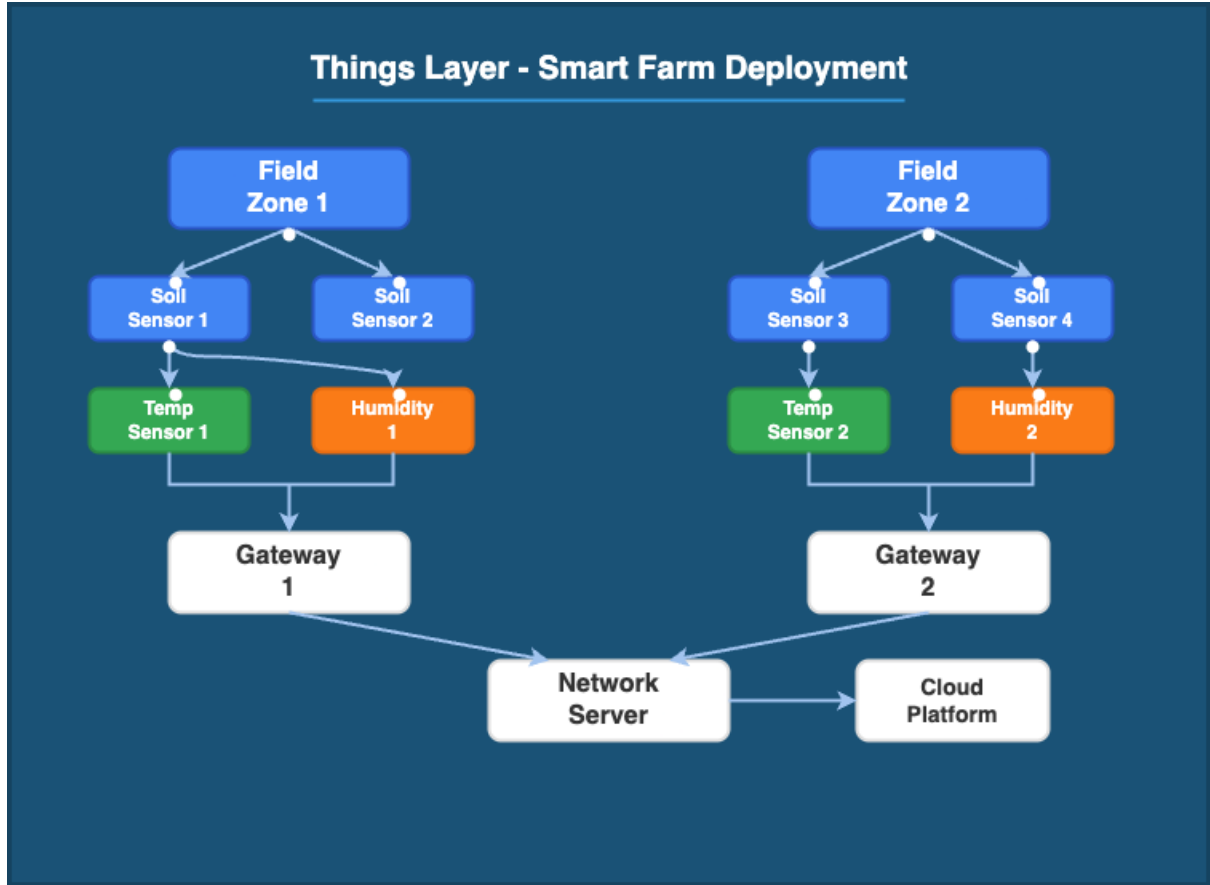 Things Layer - Smart Farm Deployment
Field
Zone 1
Field
Zone 2
Soil
Sensor 1
Soil
Sensor 2
Soil
Sensor 3
Soil
Sensor 4
Temp
Sensor 1
Humidity
1
Temp
Sensor 2
Humidity
2
Gateway
1
Gateway
2
Network
Server
Cloud
Platform